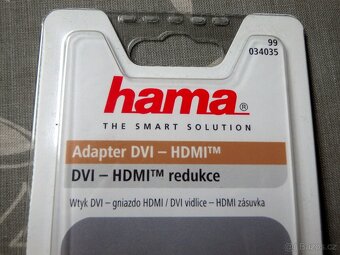 99
034035
hama®
THE SMART SOLUTION
Adapter DVI – HDMI™
DVI – HDMI™ redukce
Wtyk DVI – gniazdo HDMI / DVI vidlice – HDMI zásuvka